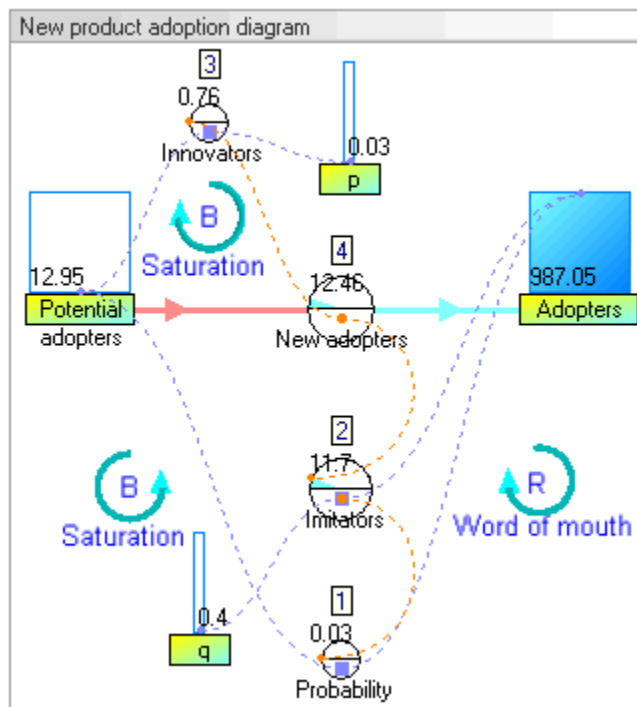 New product adoption diagram
3
0.76
Innovators
0.03
p
B
Saturation
12.95
Potential
adopters
4
12.46
New adopters
987.05
Adopters
2
11.7
Imitators
B
Saturation
R
Word of mouth
0.4
q
1
0.03
Probability